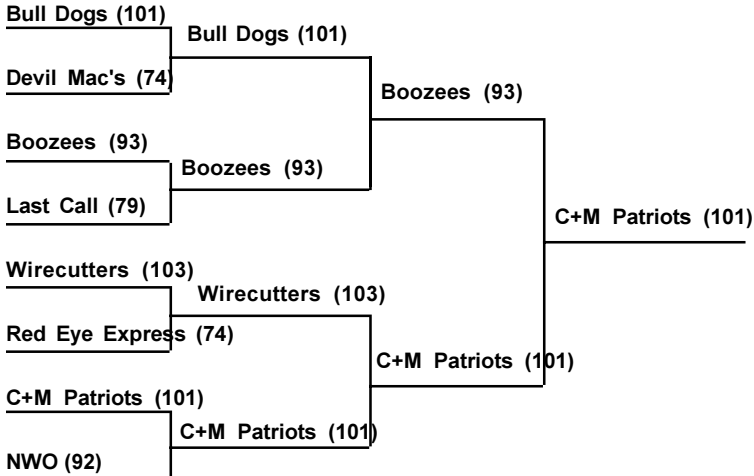 Bull Dogs (101)
Bull Dogs (101)
Devil Mac's (74)
Boozees (93)
Boozees (93)
Boozees (93)
Last Call (79)
C+M Patriots (101)
Wirecutters (103)
Wirecutters (103)
Red Eye Express (74)
C+M Patriots (101)
C+M Patriots (101)
C+M Patriots (101)
NWO (92)